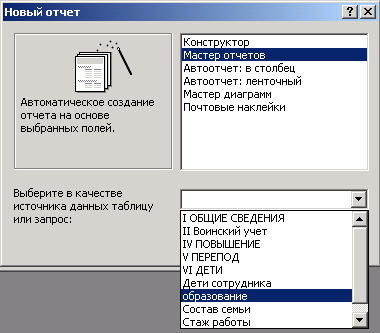 Новый отчет
Автоматическое создание
отчета на основе
выбранных полей.
Конструктор
Мастер отчетов
Автоотчет: в столбец
Автоотчет: ленточный
Мастер диаграмм
Почтовые наклейки
Выберите в качестве
источника данных таблицу
или запрос:
I ОБЩИЕ СВЕДЕНИЯ
II Воинский учет
IV ПОВЫШЕНИЕ
V ПЕРЕПОД
VI ДЕТИ
Дети сотрудника
образование
Состав семьи
Стаж работы